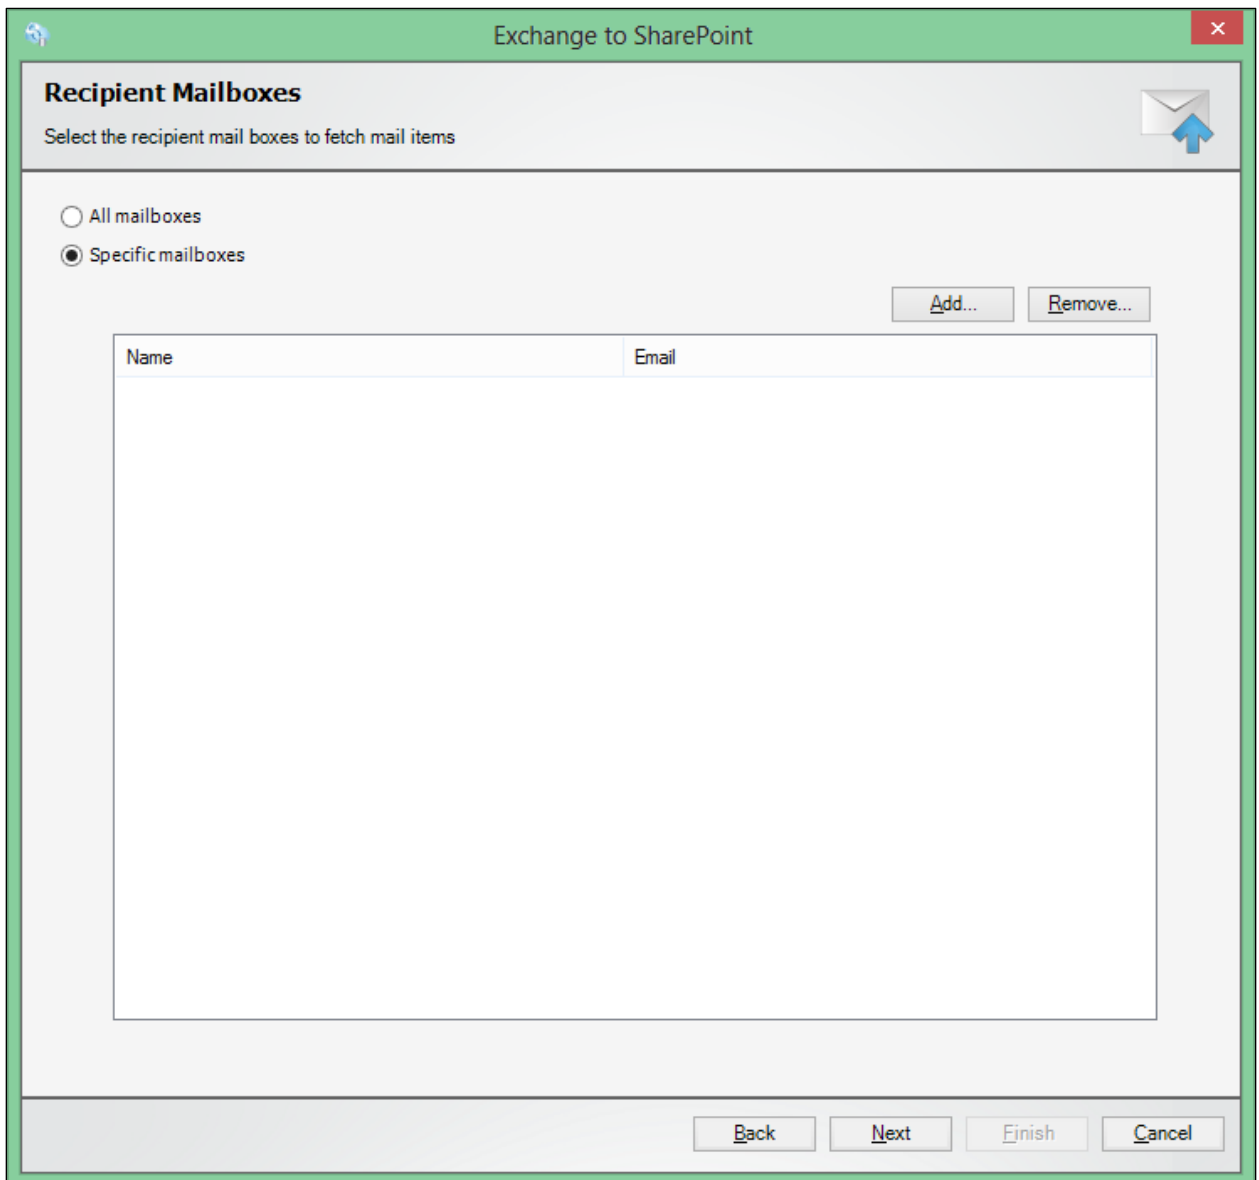 Exchange to SharePoint
Recipient Mailboxes
Select the recipient mail boxes to fetch mail items
All mailboxes
Specific mailboxes
Add... Remove...
Name Email
Back Next Finish Cancel